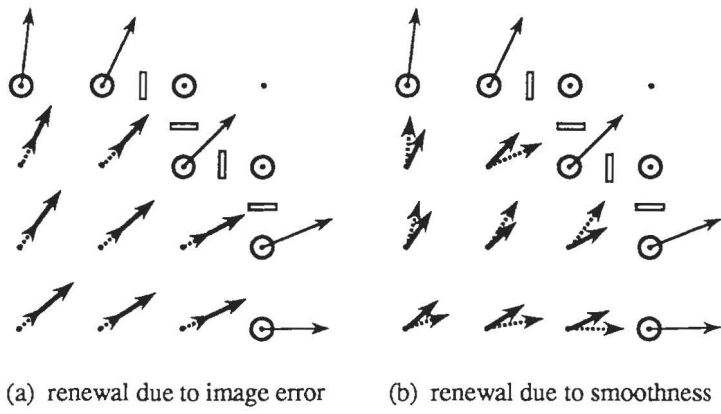 (a) renewal due to image error
(b) renewal due to smoothness